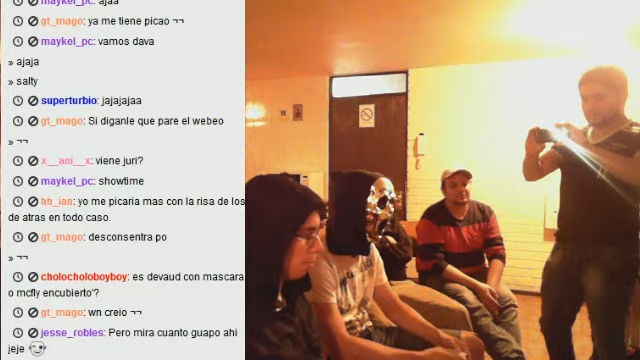 maykel_pc: ajaa
gt_mago: ya me tiene picao ¬¬
maykel_pc: vamos dava
» ajaja
» salty
superturbio: jajajajaa
gt_mago: Si diganle que pare el webeo
» ¬¬
x__ani__x: viene juri?
maykel_pc: showtime
hh_ian: yo me picaria mas con la risa de los
de atras en todo caso.
gt_mago: desconsentra po
» ¬¬
cholocholoboyboy: es devaud con mascara
o mcfly encubierto'?
gt_mago: wn creio ¬¬
jesse_robles: Pero mira cuanto guapo ahi
jeje